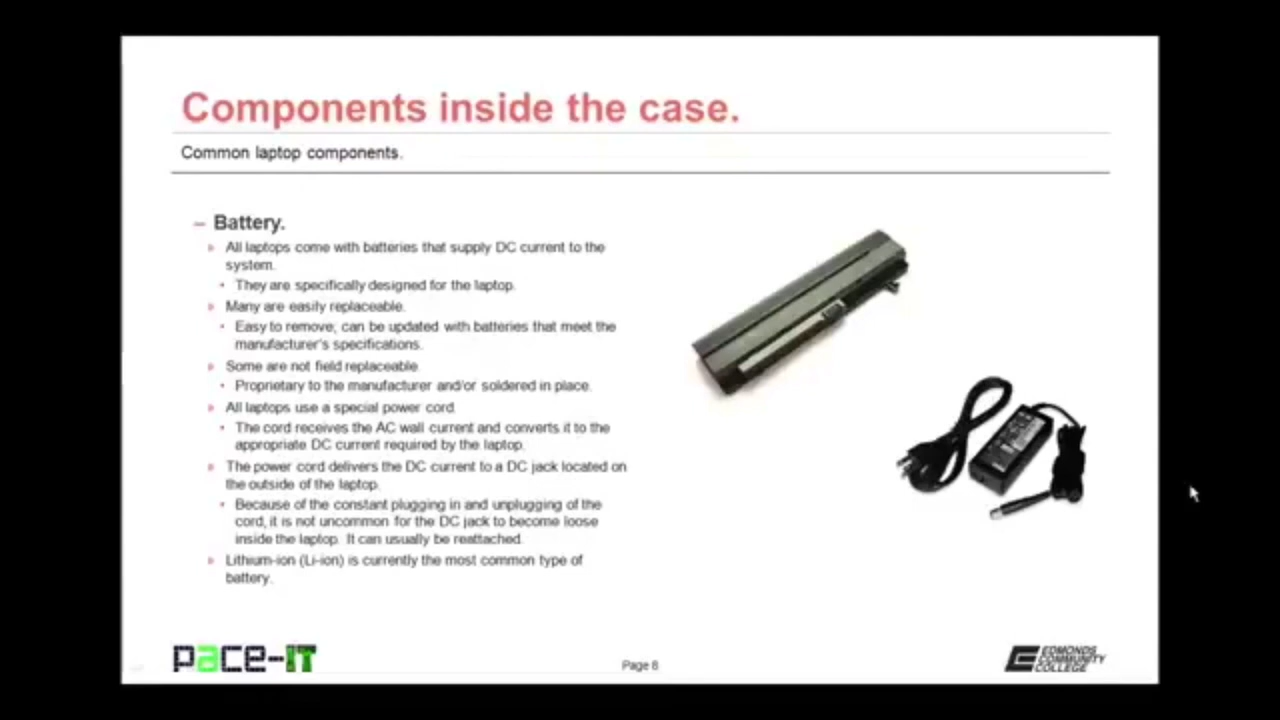 Components inside the case.
Common laptop components.
– Battery.
» All laptops come with batteries that supply DC current to the
system.
• They are specifically designed for the laptop.
» Many are easily replaceable.
• Easy to remove, can be updated with batteries that meet the
manufacturer's specifications.
» Some are not field replaceable.
• Proprietary to the manufacturer and/or soldered in place.
» All laptops use a special power cord.
• The cord receives the AC wall current and converts it to the
appropriate DC current required by the laptop.
» The power cord delivers the DC current to a DC jack located on
the outside of the laptop.
• Because of the constant plugging in and unplugging of the
cord, it is not uncommon for the DC jack to become loose
inside the laptop. It can usually be reattached.
» Lithium-ion (Li-ion) is currently the most common type of
battery.
pace-IT
Page 8
EDMONDS
COMMUNITY
COLLEGE